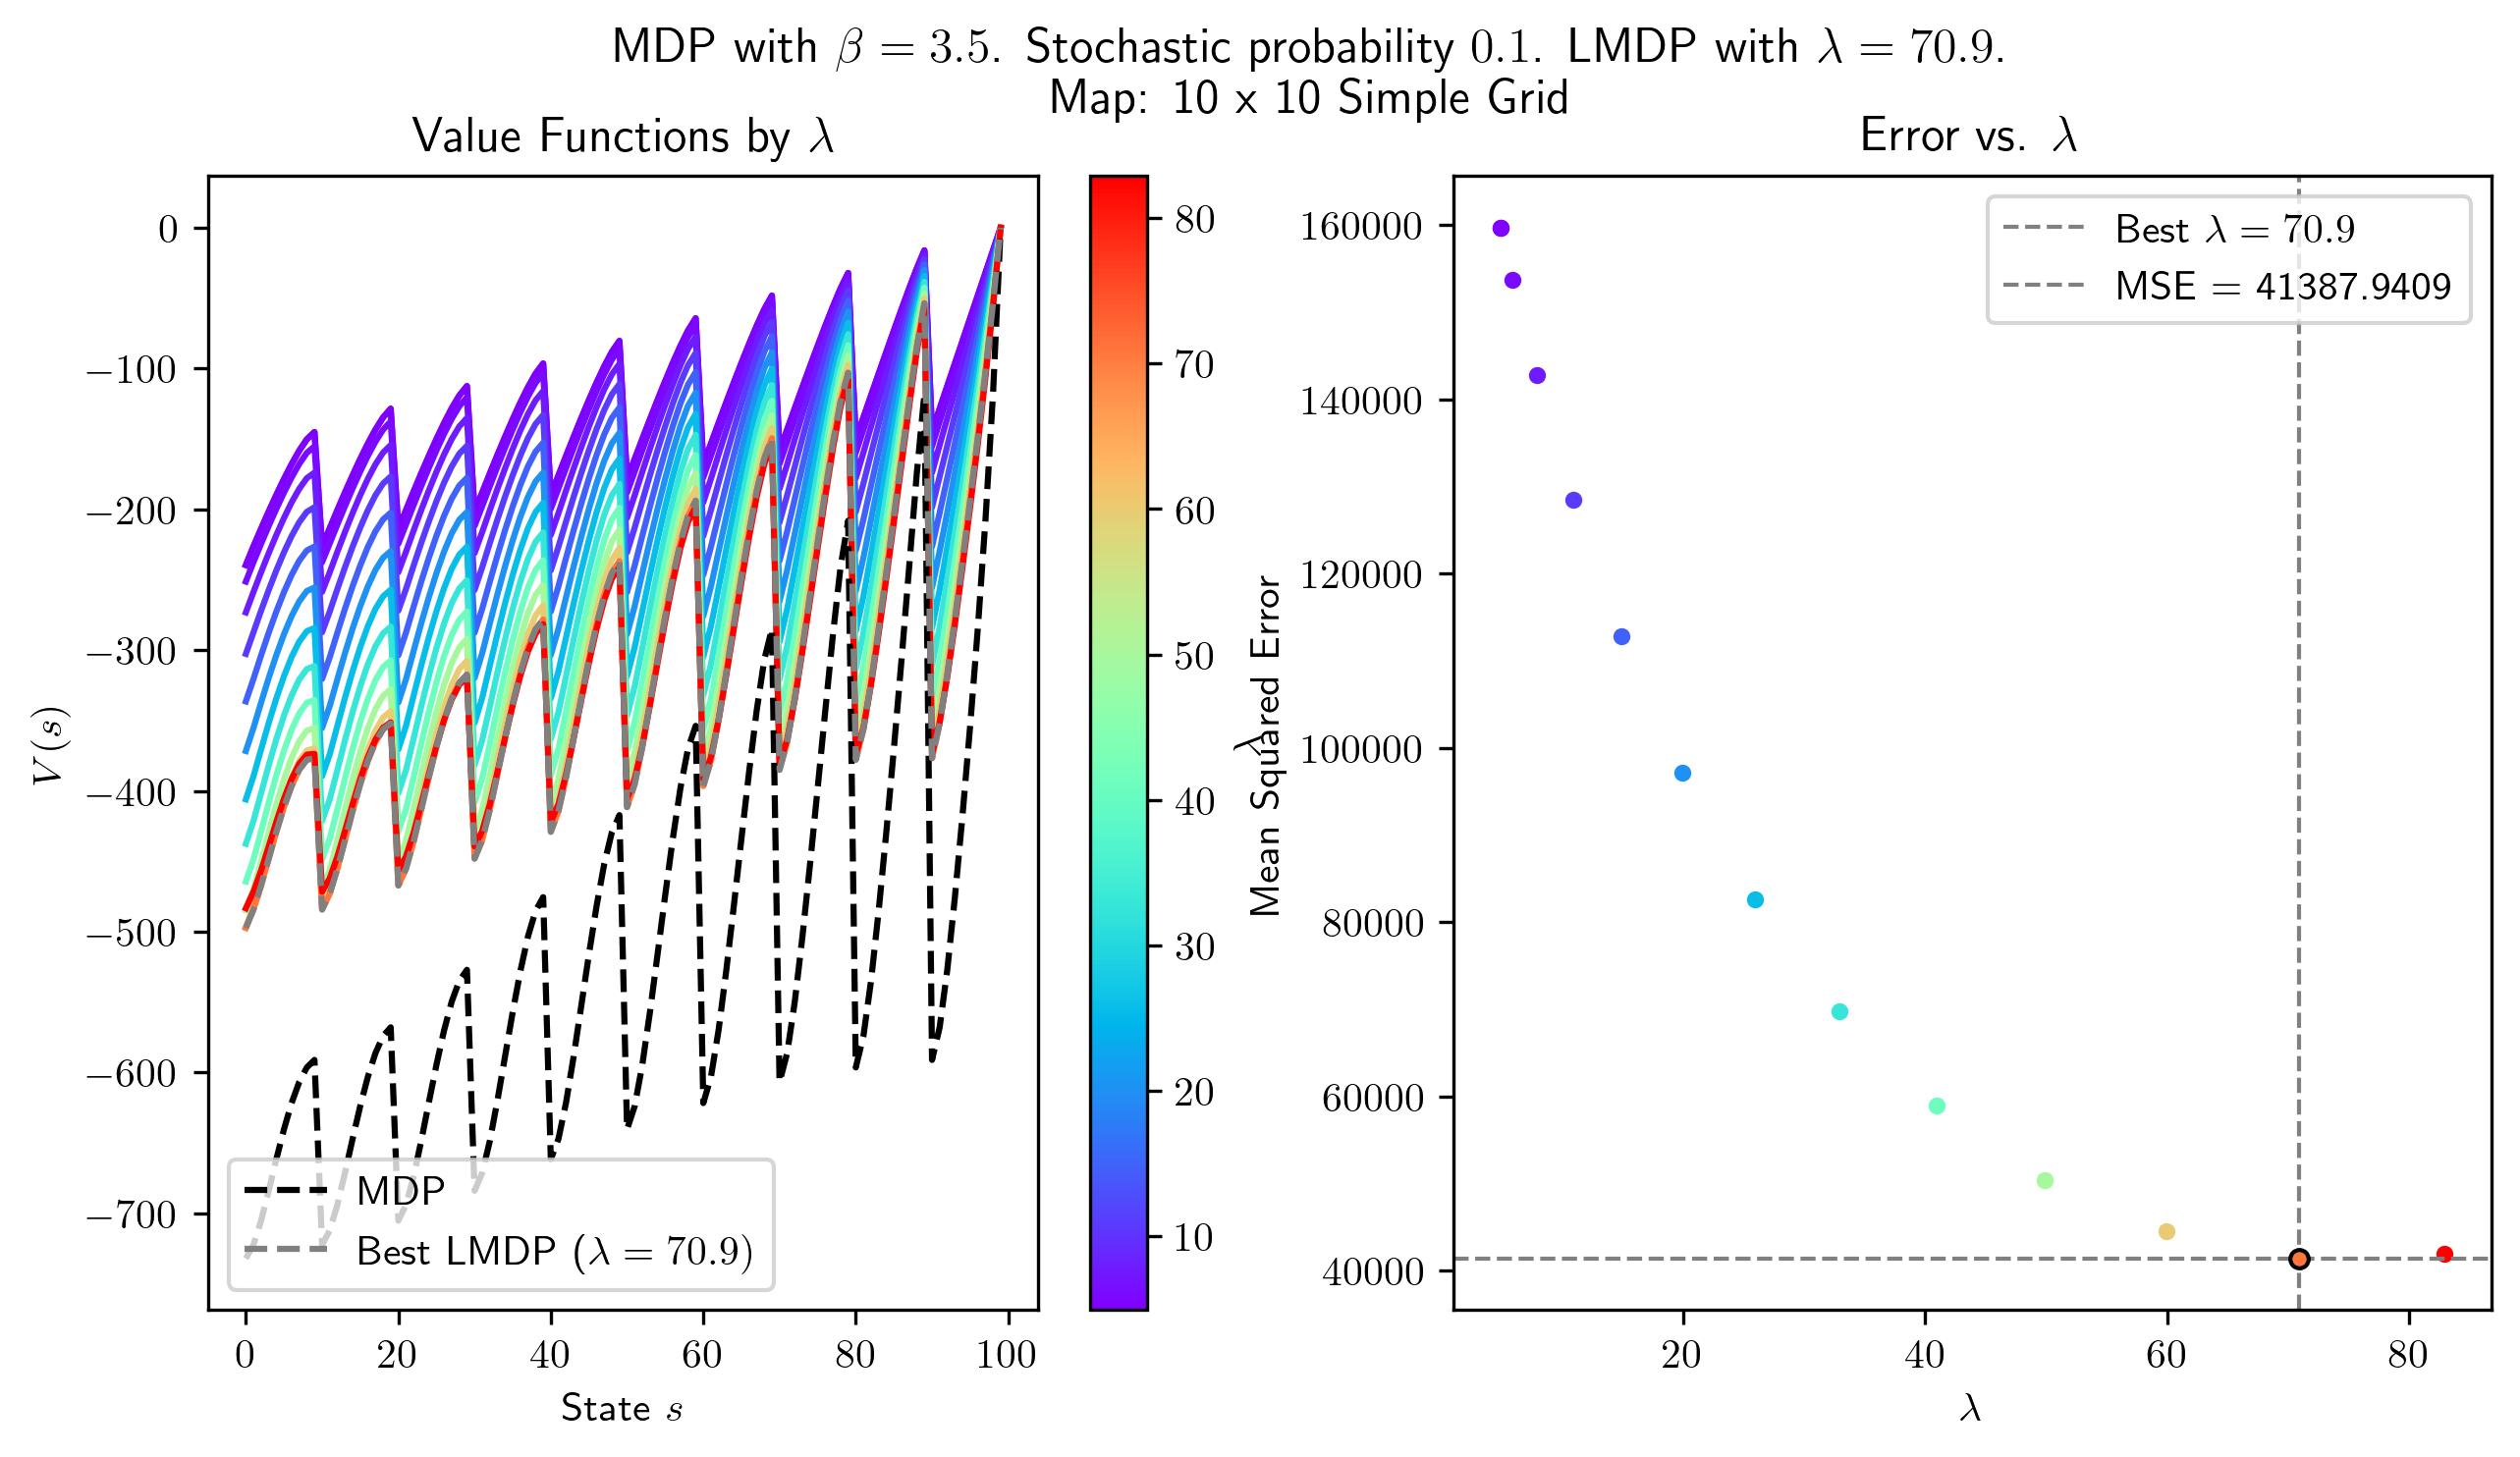 MDP with β = 3.5. Stochastic probability 0.1. LMDP with λ = 70.9.
Map: 10 x 10 Simple Grid
Value Functions by λ
0
−100
−200
−300
−400
−500
−600
−700
V(s)
0
20
40
60
80
100
State s
MDP
Best LMDP (λ = 70.9)
80
70
60
50
40
30
20
10
λ
Error vs. λ
160000
140000
120000
100000
80000
60000
40000
Mean Squared Error
20
40
60
80
λ
Best λ = 70.9
MSE = 41387.9409